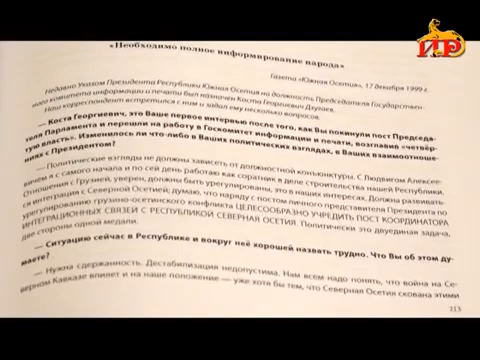 ИР
«Необходимо полное информирование народа»
Газета «Южная Осетия», 17 декабря 1999 г.
Недавно Указом Президента Республики Южная Осетия на должность Председателя Государствен-
ного комитета информации и печати был назначен Коста Георгиевич Дзугаев.
Наш корреспондент встретился с ним и задал ему несколько вопросов.
— Коста Георгиевич, это Ваше первое интервью после того, как Вы покинули пост Председа-
теля Парламента и перешли на работу в Госкомитет информации и печати, возглавив «четвёр-
тую власть». Изменилось ли что-либо в Ваших политических взглядах, в Ваших взаимоотноше-
ниях с Президентом?
— Политические взгляды не должны зависеть от должностной конъюнктуры. С Людвигом Алексее-
вичем я с самого начала и по сей день работаю как соратник в деле строительства нашей Республики.
Отношения с Грузией, уверен, должны быть урегулированы, это в наших интересах. Должна развивать-
ся интеграция с Северной Осетией; думаю, что наряду с постом личного представителя Президента по
урегулированию грузино-осетинского конфликта ЦЕЛЕСООБРАЗНО УЧРЕДИТЬ ПОСТ КООРДИНАТОРА
ИНТЕГРАЦИОННЫХ СВЯЗЕЙ С РЕСПУБЛИКОЙ СЕВЕРНАЯ ОСЕТИЯ. Политически это двуединая задача,
две стороны одной медали.
— Ситуацию сейчас в Республике и вокруг неё хорошей назвать трудно. Что Вы об этом ду-
маете?
— Нужна сдержанность. Дестабилизация недопустима. Нам всем надо понять, что война на Се-
верном Кавказе влияет и на наше положение — уже хотя бы тем, что Северная Осетия скована этими
213